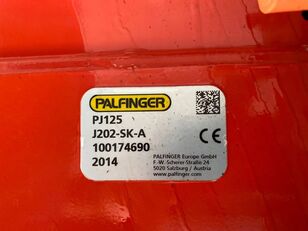 PALFINGER
PJ125
J202-SK-A
100174690
2014
CE
PALFINGER Europe GmbH
F.-W.-Scherer-Straße 24
5020 Salzburg / Austria
www.palfinger.com